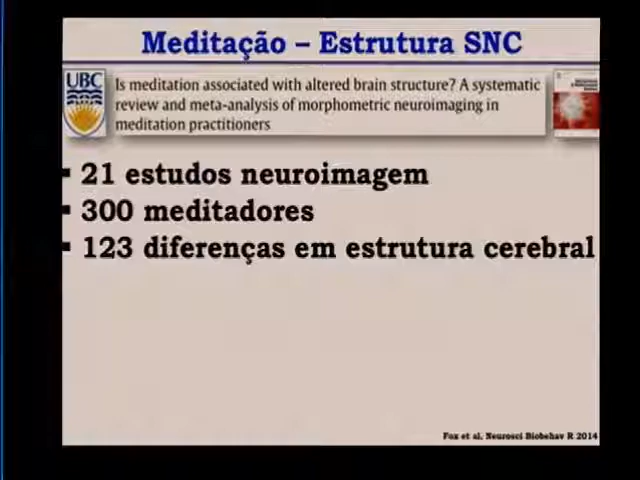 Meditação – Estrutura SNC
UBC
Is meditation associated with altered brain structure? A systematic
review and meta-analysis of morphometric neuroimaging in
meditation practitioners
▪ 21 estudos neuroimagem
▪ 300 meditadores
▪ 123 diferenças em estrutura cerebral
Fox et al, Neurosci Biobehav R 2014